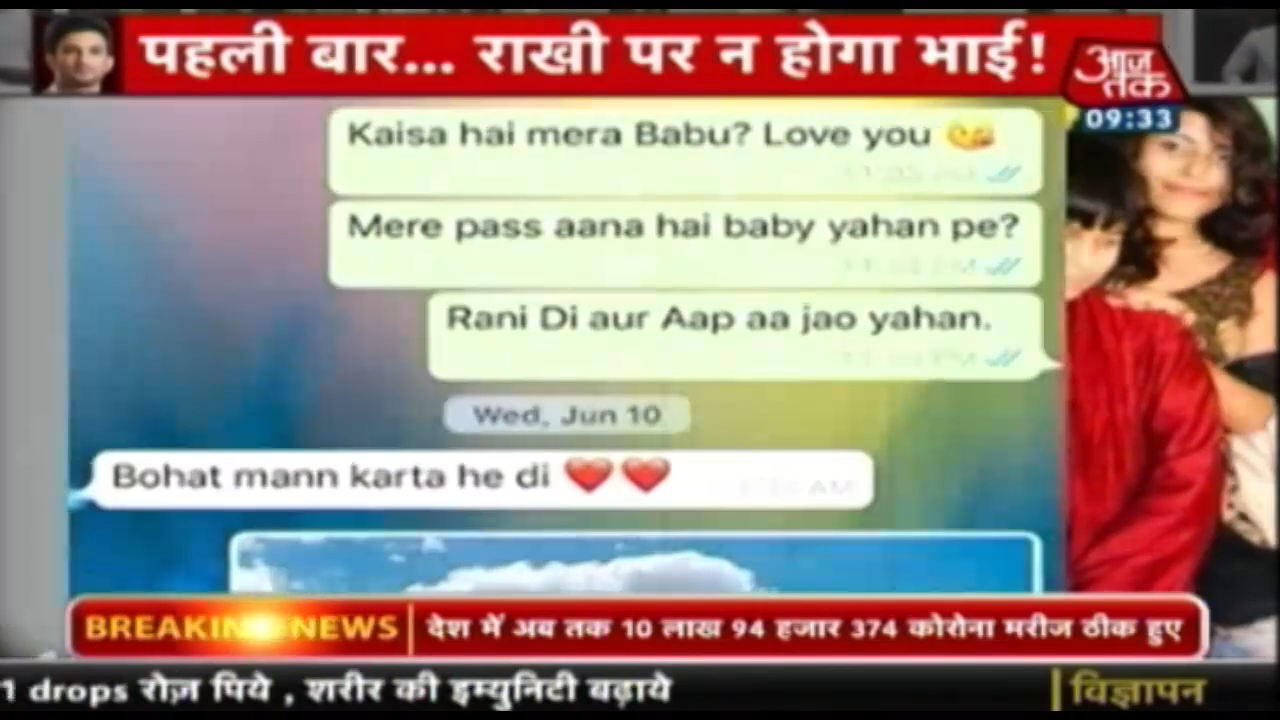 पहली बार... राखी पर न होगा भाई!
आज तक
09:33
Kaisa hai mera Babu? Love you 😘
Mere pass aana hai baby yahan pe?
Rani Di aur Aap aa jao yahan.
Wed, Jun 10
Bohat mann karta he di ❤️❤️
BREAKING NEWS
देश में अब तक 10 लाख 94 हजार 374 कोरोना मरीज ठीक हुए
1 drops रोज़ पिये , शरीर की इम्युनिटी बढ़ाये
विज्ञापन